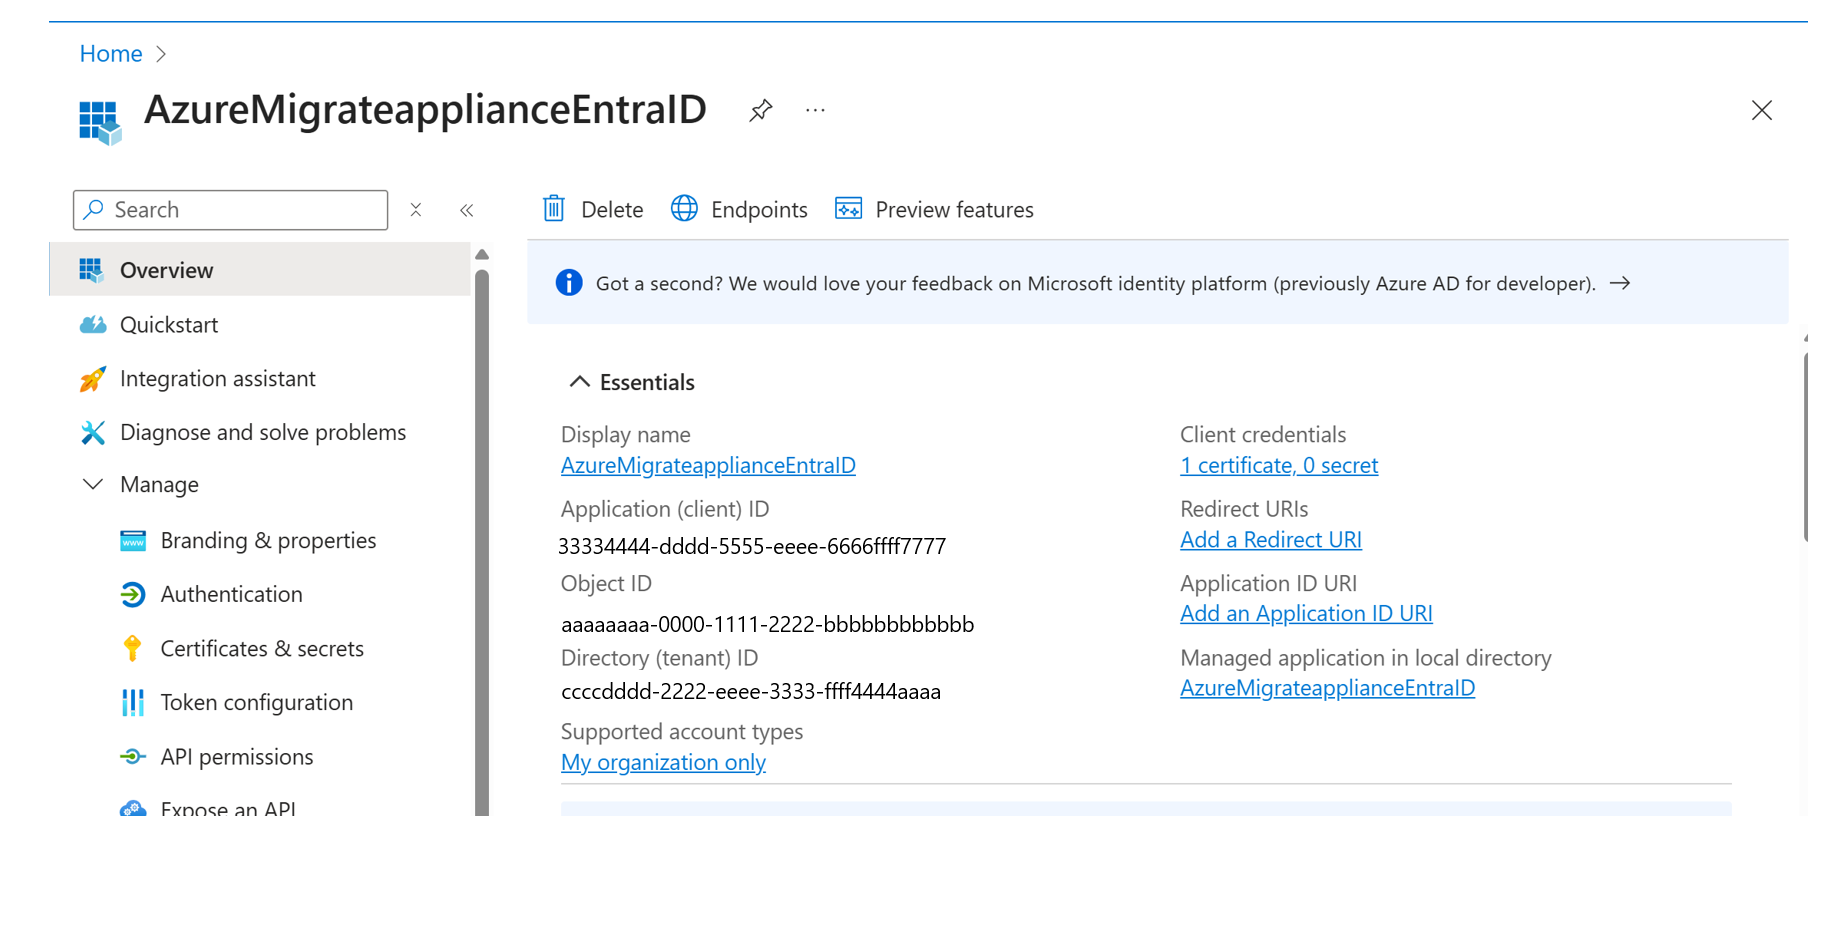 Home
AzureMigrateapplianceEntraID
Search
Overview
Quickstart
Integration assistant
Diagnose and solve problems
Manage
Branding & properties
Authentication
Certificates & secrets
Token configuration
API permissions
Expose an API
Delete Endpoints Preview features
Got a second? We would love your feedback on Microsoft identity platform (previously Azure AD for developer).
Essentials
Display name
AzureMigrateapplianceEntraID
Application (client) ID
33334444-dddd-5555-eeee-6666ffff7777
Object ID
aaaaaaaa-0000-1111-2222-bbbbbbbbbbbb
Directory (tenant) ID
ccccdddd-2222-eeee-3333-ffff4444aaaa
Supported account types
My organization only
Client credentials
1 certificate, 0 secret
Redirect URIs
Add a Redirect URI
Application ID URI
Add an Application ID URI
Managed application in local directory
AzureMigrateapplianceEntraID